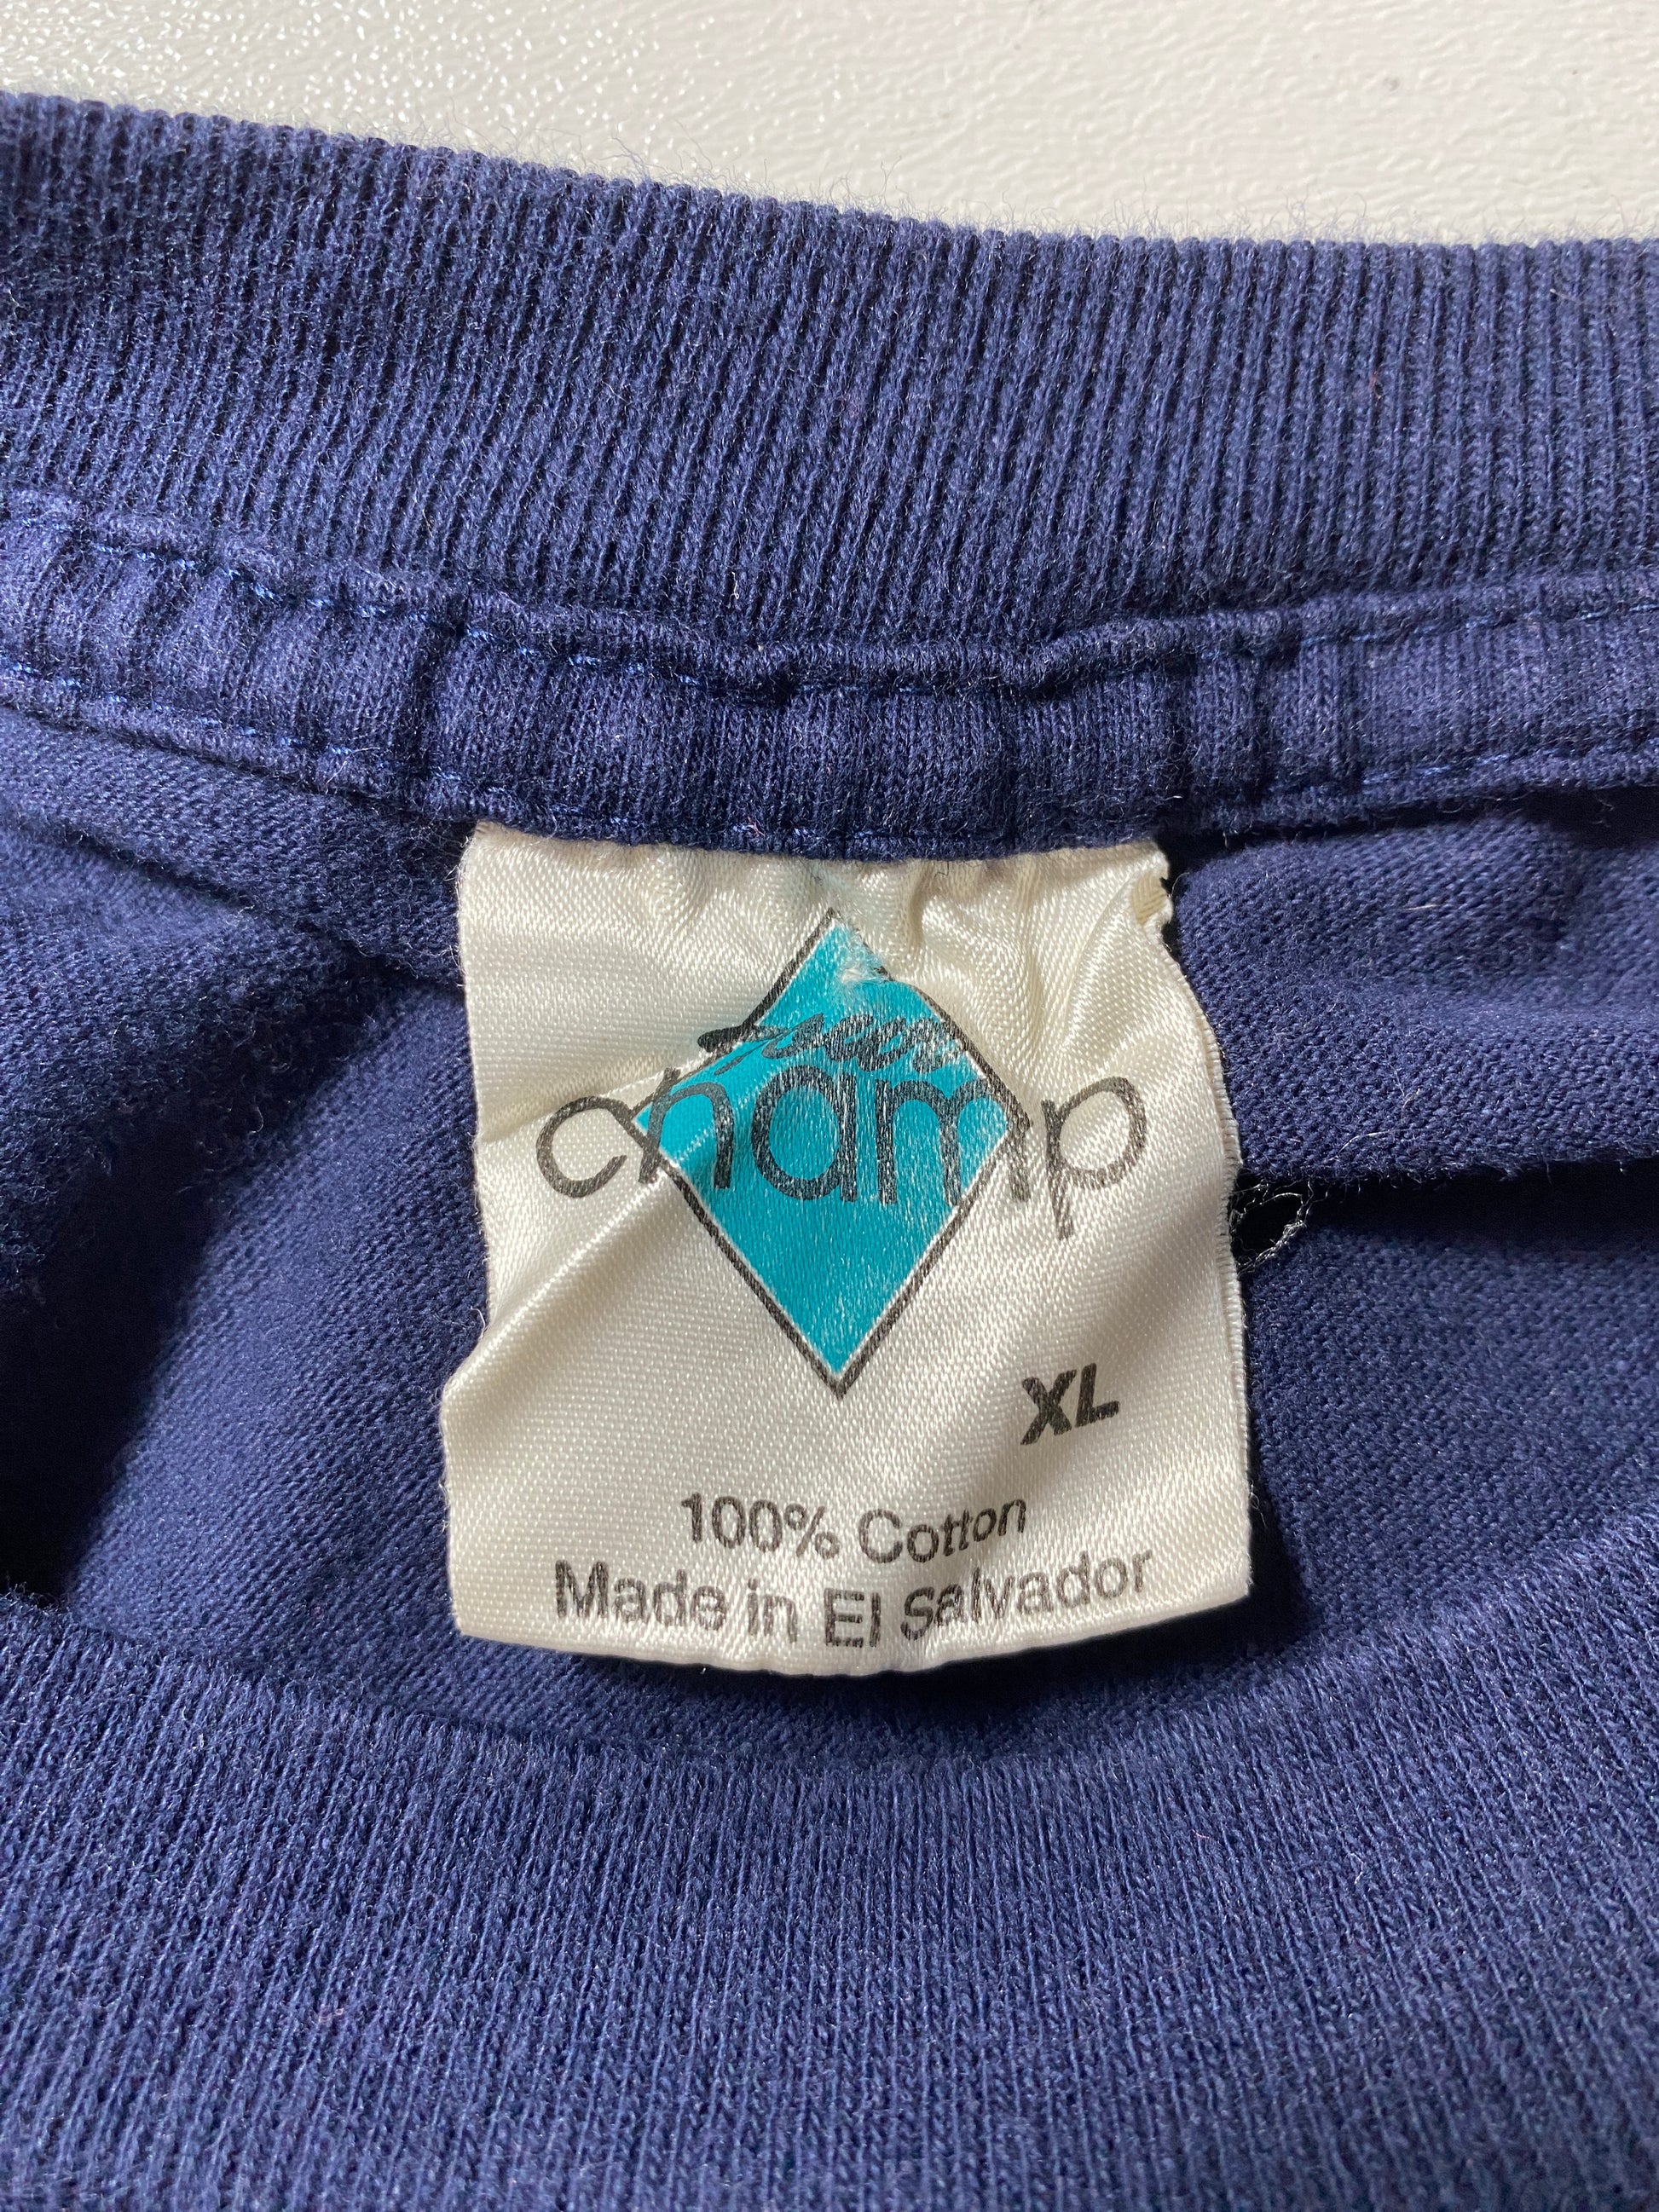 champ
XL
100% Cotton
Made in El Salvador